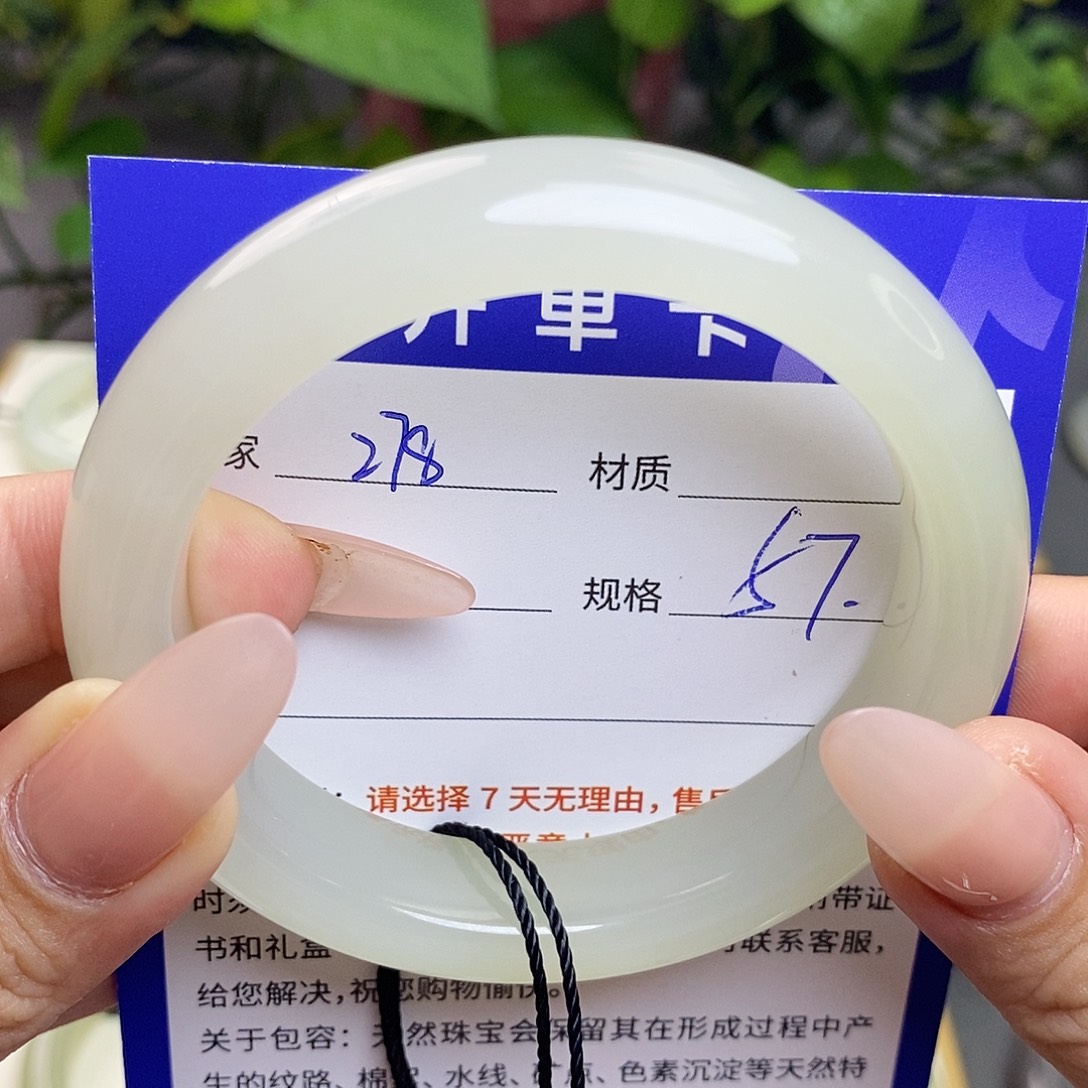 开单卡
家 278 材质
规格 57.
请选择7天无理由，售
时
带证
书和礼盒 联系客服，
给您解决，祝您购物愉快。
关于包容：天然珠宝会保留其在形成过程中产
生的纹路、棉絮、水线、矿点、色素沉淀等天然特